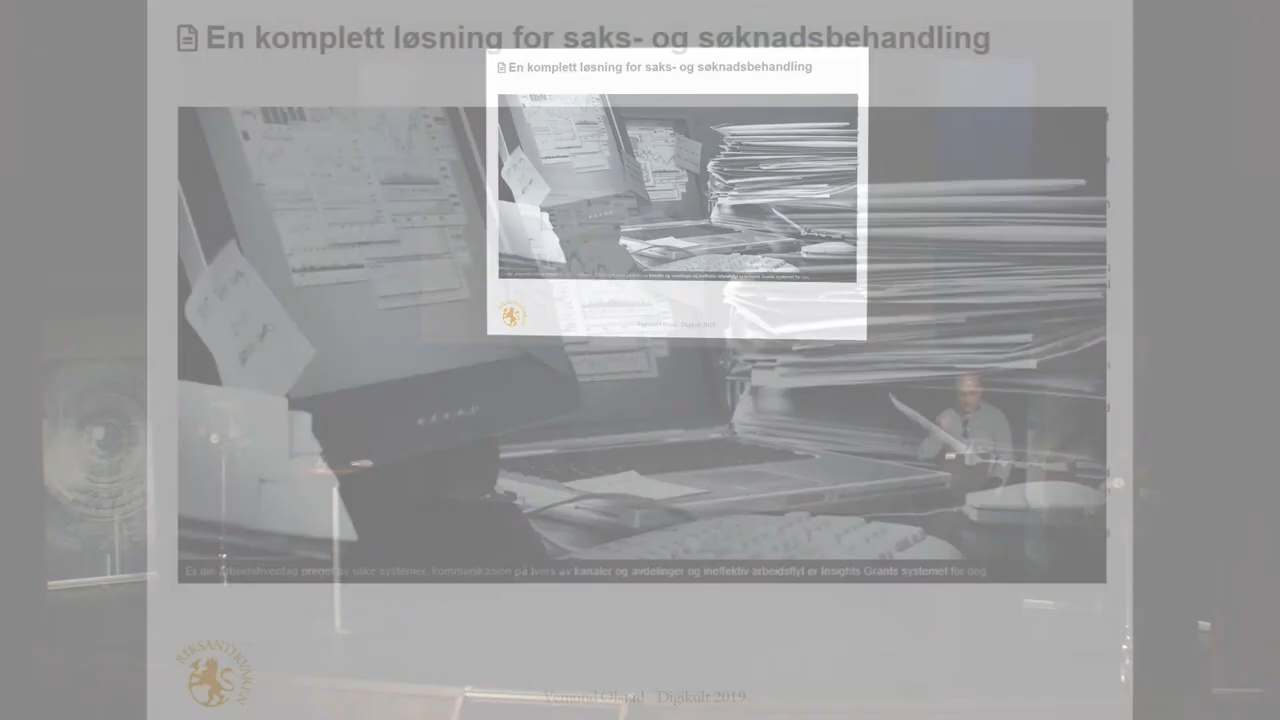 En komplett løsning for saks- og søknadsbehandling
En komplett løsning for saks- og søknadsbehandling
Er din arbeidshverdag preget av ulike systemer, kommunikasjon på tvers av kanaler og avdelinger og ineffektiv arbeidsflyt er Insights Grants systemet for deg
RIKSANTIKVAREN
Digikult 2019
Digikult 2019